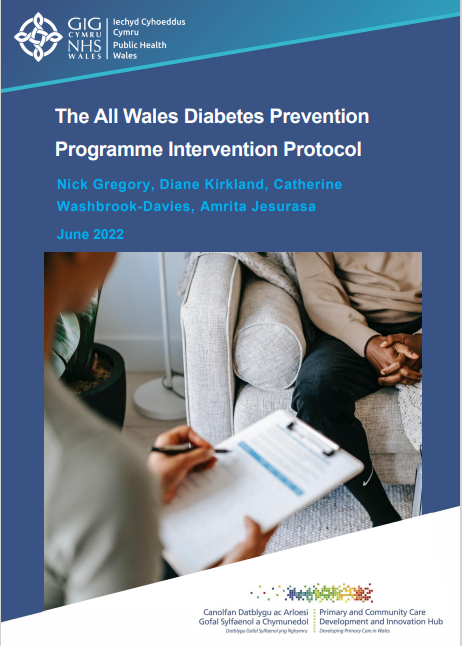 GIG
CYMRU
NHS
WALES
Iechyd Cyhoeddus
Cymru
Public Health
Wales
The All Wales Diabetes Prevention
Programme Intervention Protocol
Nick Gregory, Diane Kirkland, Catherine
Washbrook-Davies, Amrita Jesurasa
June 2022
Canolfan Datblygu ac Arloesi
Gofal Sylfaenol a Chymunedol
Datblygu Gofal Sylfaenol yng Nghymru
Primary and Community Care
Development and Innovation Hub
Developing Primary Care in Wales